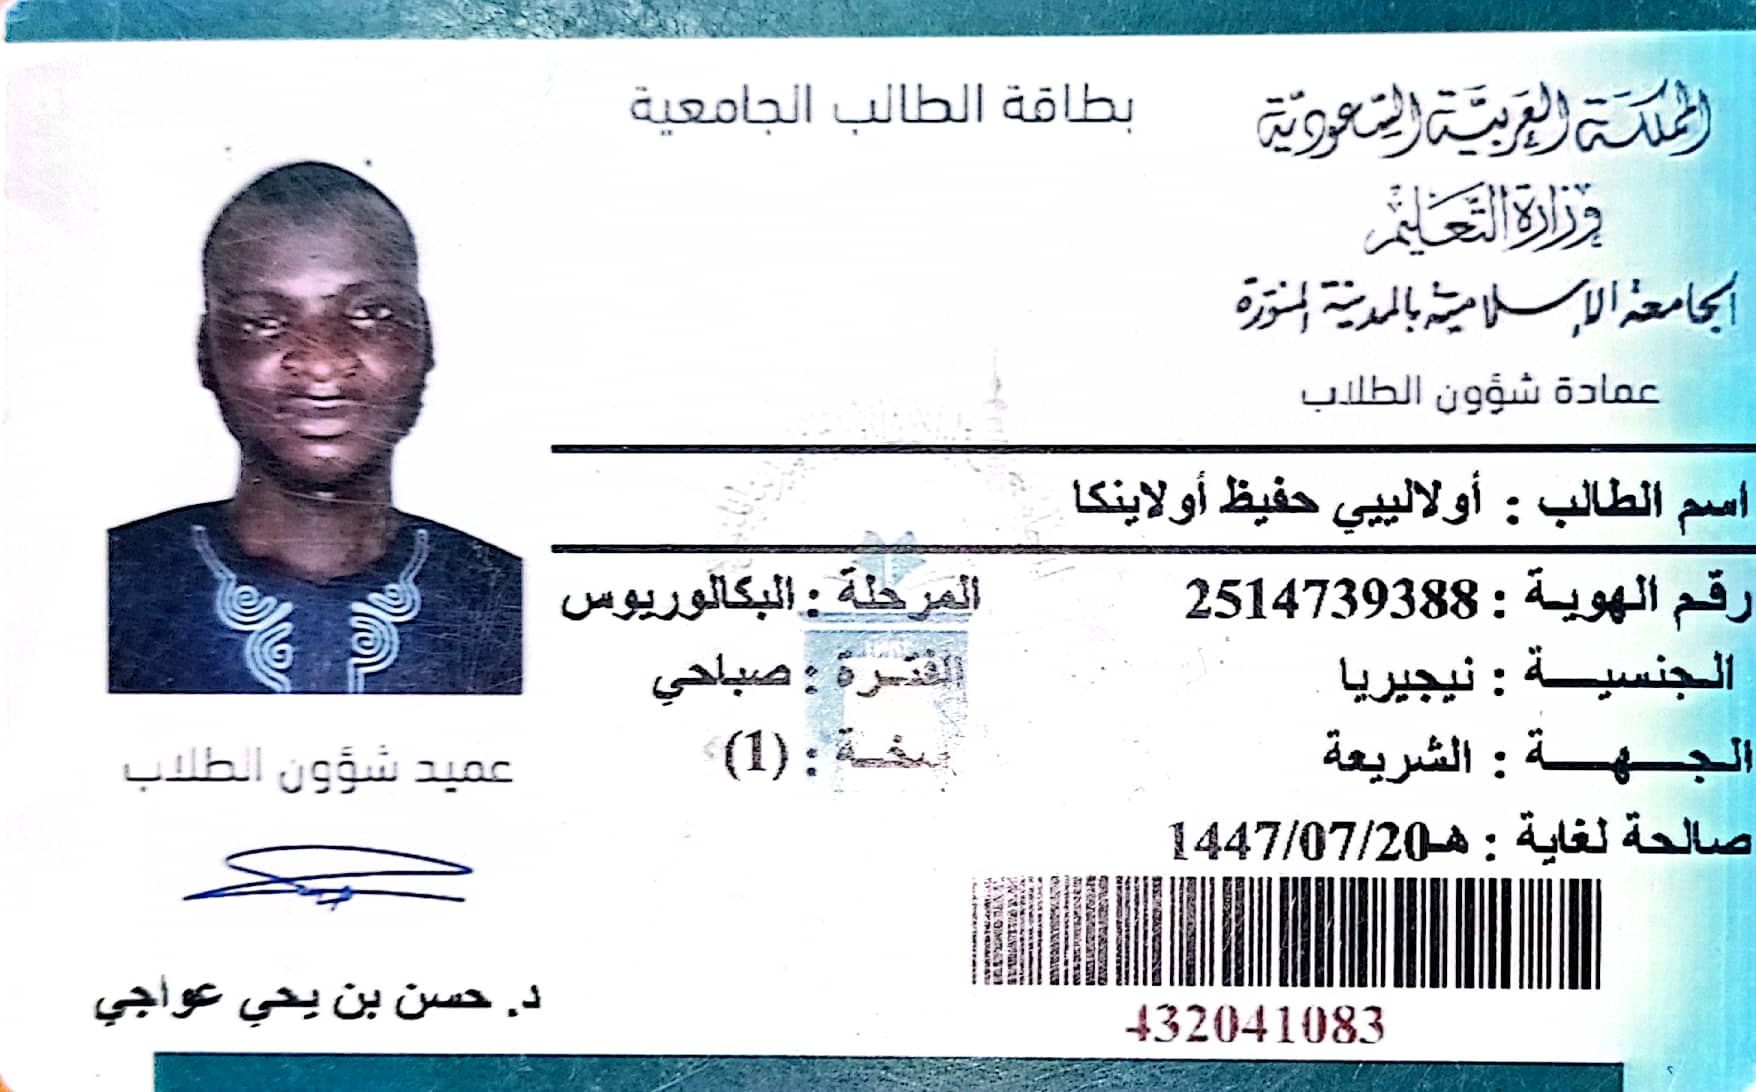 بطاقة الطالب الجامعية
المملكة العربية السعودية
وزارة التعليم
الجامعة الإسلامية بالمدينة المنورة
عمادة شؤون الطلاب
اسم الطالب : أولالييي حفيظ أولاينكا
رقم الهوية : 2514739388
المرحلة : البكالوريوس
الجنسية : نيجيريا
الفترة : صباحي
الجهة : الشريعة
نسخة : (1)
صالحة لغاية : 1447/07/20هـ
432041083
عميد شؤون الطلاب
د. حسن بن يحي عواجي